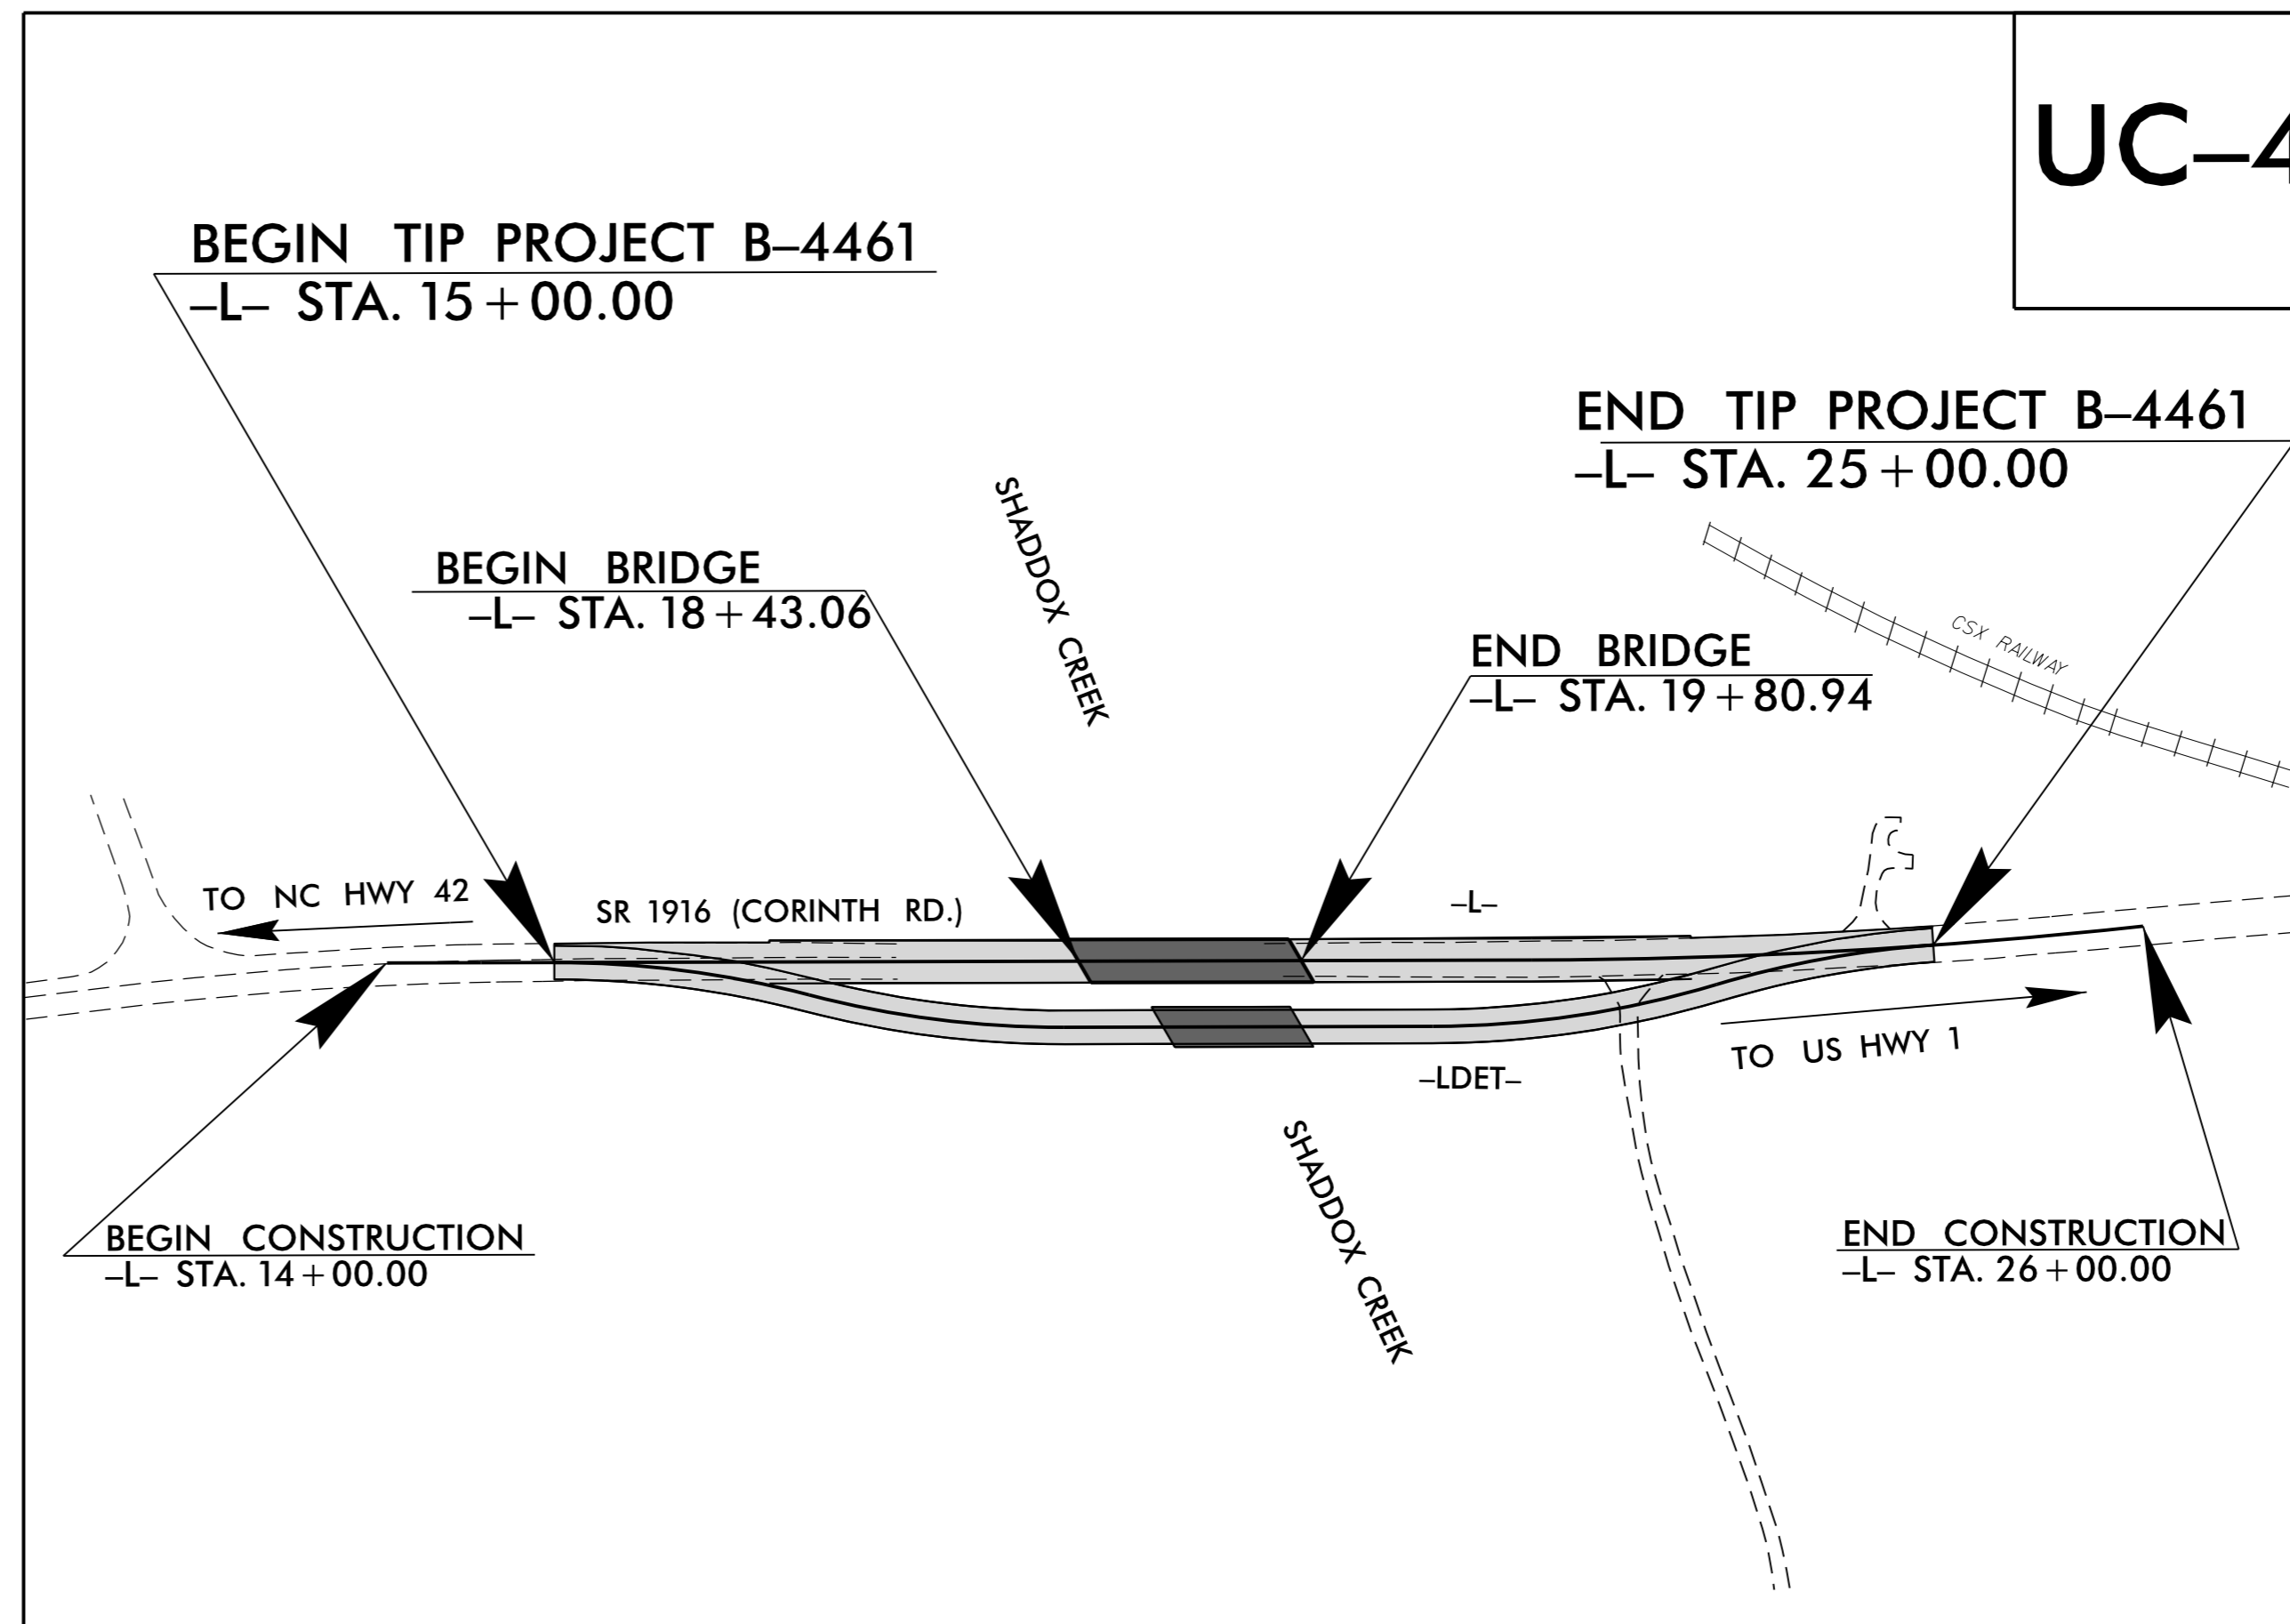 UC–4
BEGIN TIP PROJECT B–4461
–L– STA. 15+00.00
END TIP PROJECT B–4461
–L– STA. 25+00.00
SHADDOX CREEK
BEGIN BRIDGE
–L– STA. 18+43.06
CSX RAILWAY
END BRIDGE
–L– STA. 19+80.94
TO NC HWY 42
SR 1916 (CORINTH RD.)
–L–
TO US HWY 1
–LDET–
SHADDOX CREEK
BEGIN CONSTRUCTION
–L– STA. 14+00.00
END CONSTRUCTION
–L– STA. 26+00.00